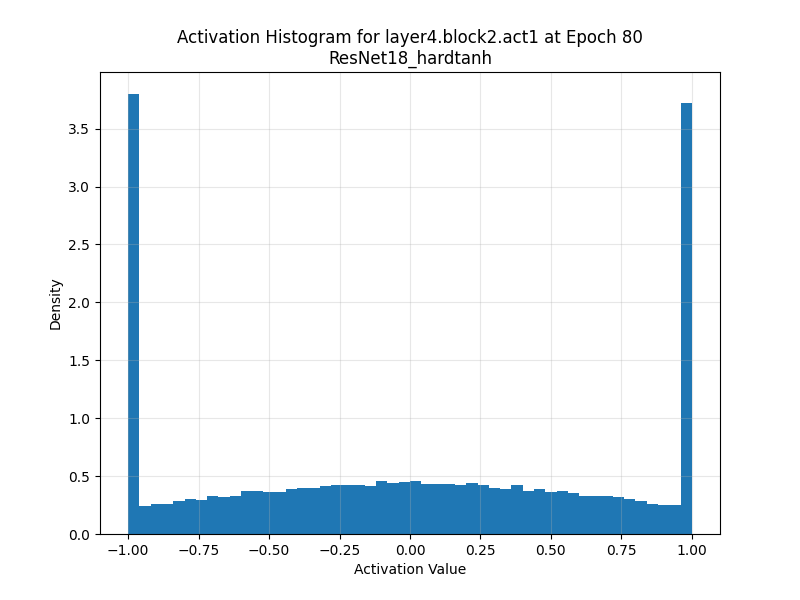 Activation Histogram for layer4.block2.act1 at Epoch 80
ResNet18_hardtanh
Density
3.5
3.0
2.5
2.0
1.5
1.0
0.5
0.0
−1.00 −0.75 −0.50 −0.25 0.00 0.25 0.50 0.75 1.00
Activation Value